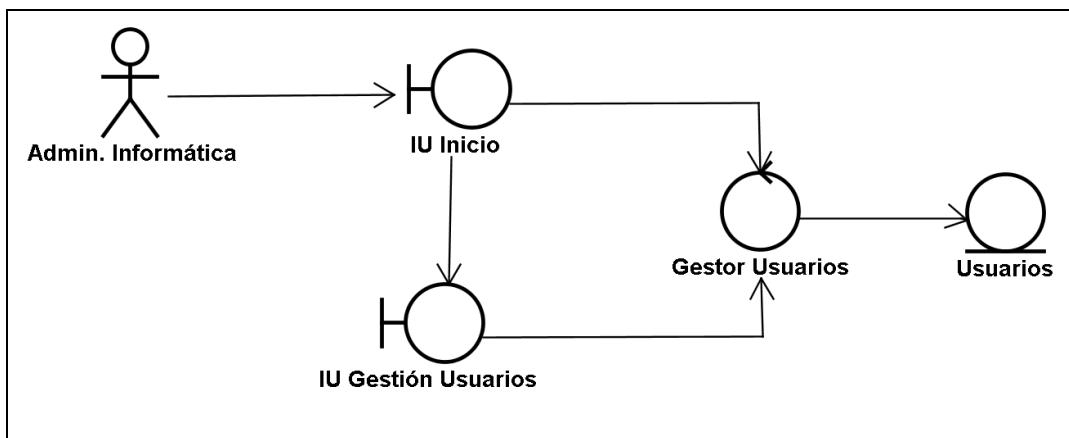 Admin. Informática
IU Inicio
Gestor Usuarios
Usuarios
IU Gestión Usuarios